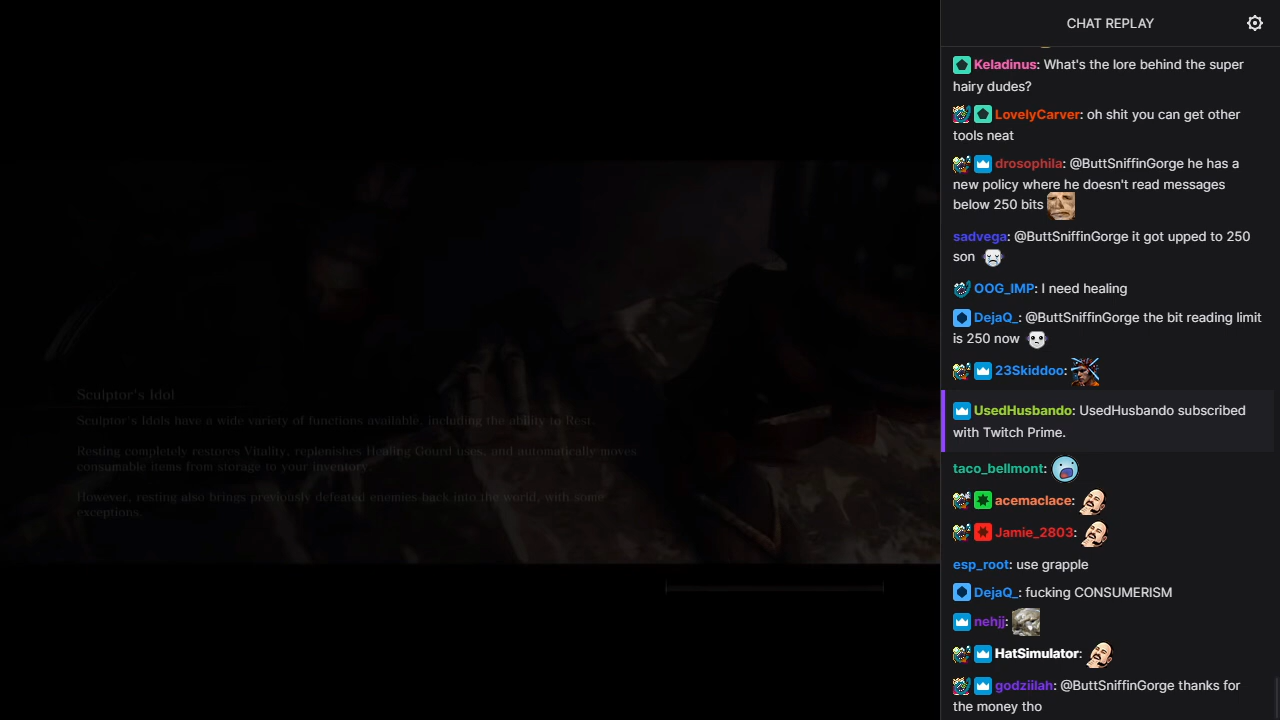 Sculptor's Idol
Sculptor's Idols have a wide variety of functions available, including the ability to Rest.
Resting completely restores Vitality, replenishes Healing Gourd uses, and automatically moves
consumable items from storage to your inventory.
However, resting also brings previously defeated enemies back into the world, with some
exceptions.
CHAT REPLAY
Keladinus: What's the lore behind the super
hairy dudes?
LovelyCarver: oh shit you can get other
tools neat
drosophila: @ButtSniffinGorge he has a
new policy where he doesn't read messages
below 250 bits
sadvega: @ButtSniffinGorge it got upped to 250
son
OOG_IMP: I need healing
DejaQ_: @ButtSniffinGorge the bit reading limit
is 250 now
23Skiddoo:
UsedHusbando: UsedHusbando subscribed
with Twitch Prime.
taco_bellmont:
acemaclace:
Jamie_2803:
esp_root: use grapple
DejaQ_: fucking CONSUMERISM
nehjj:
HatSimulator:
godziilah: @ButtSniffinGorge thanks for
the money tho